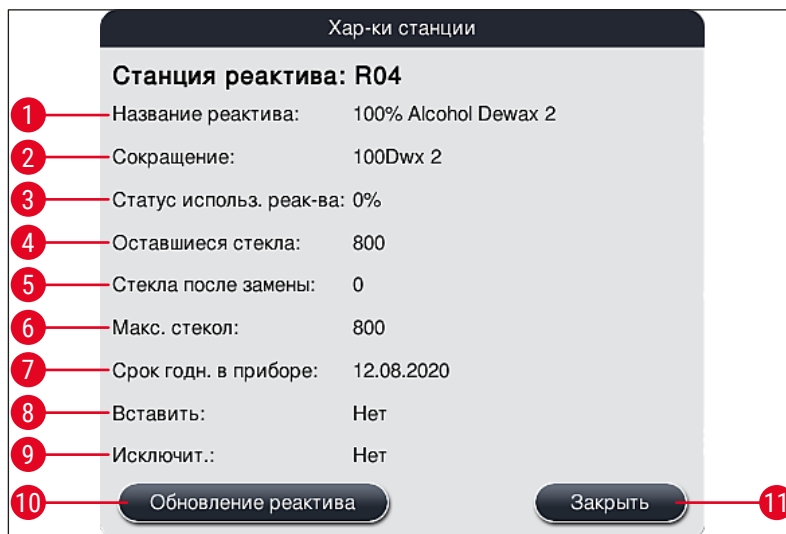 Хар-ки станции
Станция реактива: R04
1 Название реактива: 100% Alcohol Dewax 2
2 Сокращение: 100Dwx 2
3 Статус использ. реак-ва: 0%
4 Оставшиеся стекла: 800
5 Стекла после замены: 0
6 Макс. стекол: 800
7 Срок годн. в приборе: 12.08.2020
8 Вставить: Нет
9 Исключит.: Нет
10 Обновление реактива Закрыть 11